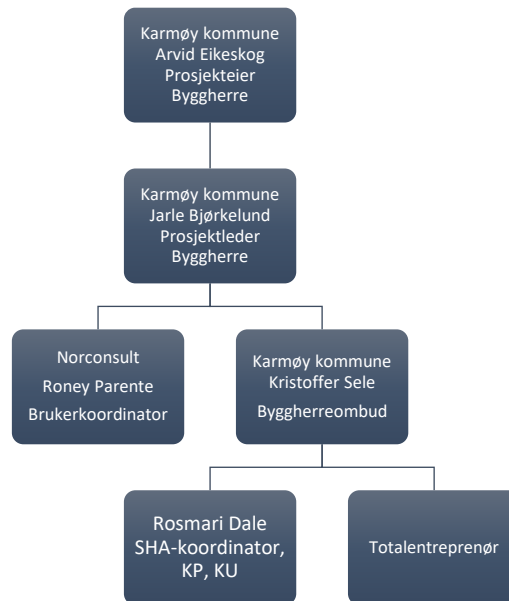 Karmøy kommune
Arvid Eikeskog
Prosjekteier
Byggherre
Karmøy kommune
Jarle Bjørkelund
Prosjektleder
Byggherre
Norconsult
Roney Parente
Brukerkoordinator
Karmøy kommune
Kristoffer Sele
Byggherreombud
Rosmari Dale
SHA-koordinator,
KP, KU
Totalentreprenør